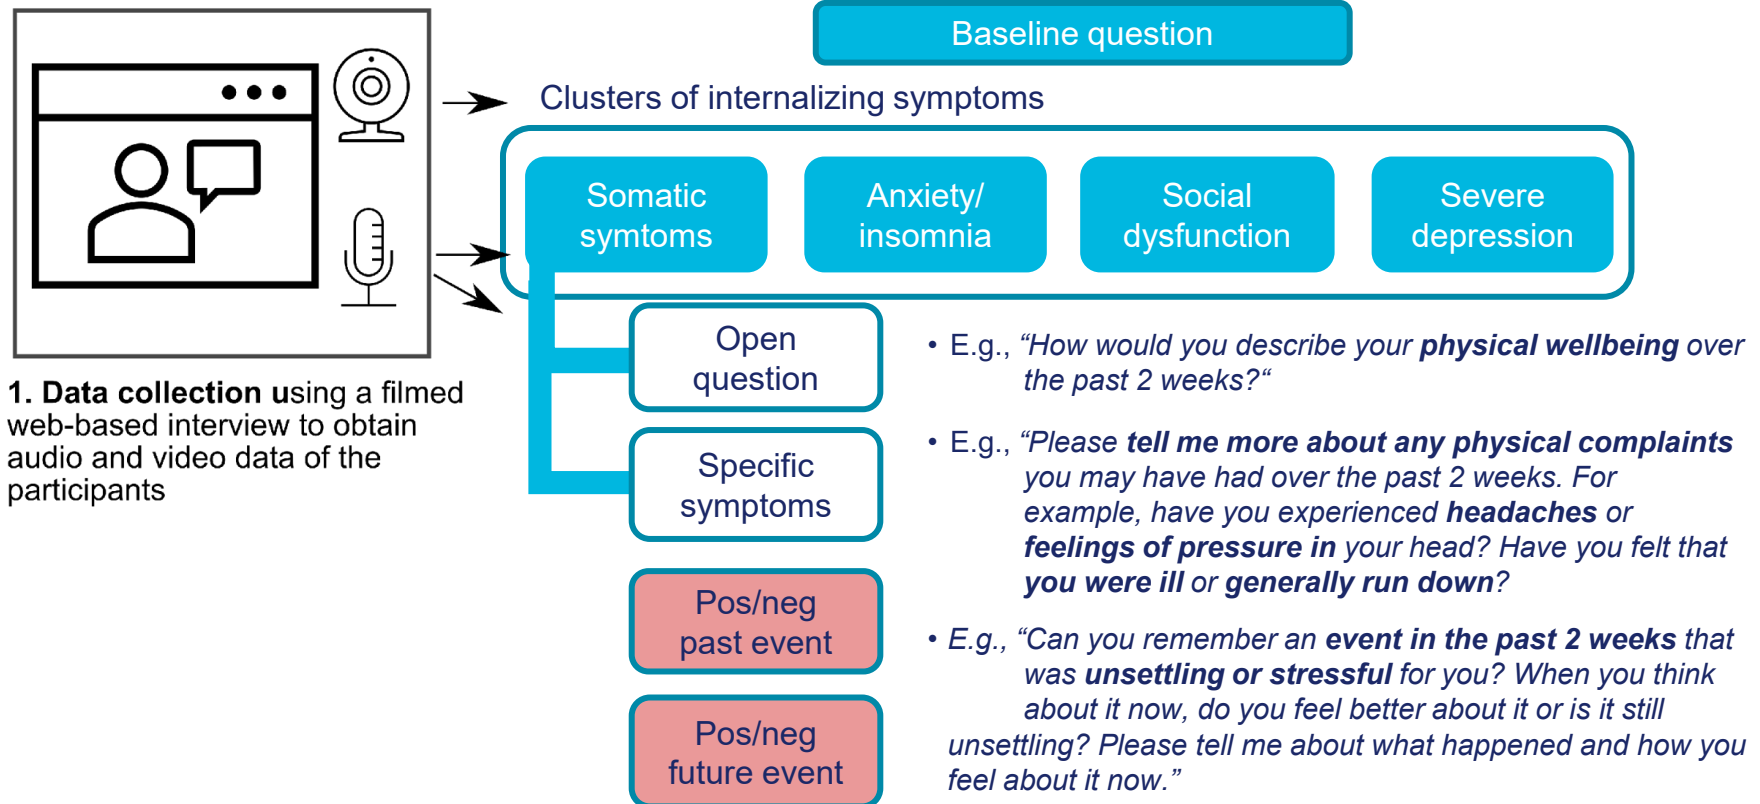 Baseline question
Clusters of internalizing symptoms
Somatic
symtoms
Anxiety/
insomnia
Social
dysfunction
Severe
depression
1. Data collection using a filmed
web-based interview to obtain
audio and video data of the
participants
Open
question
• E.g., “How would you describe your physical wellbeing over
the past 2 weeks?“
Specific
symptoms
• E.g., “Please tell me more about any physical complaints
you may have had over the past 2 weeks. For
example, have you experienced headaches or
feelings of pressure in your head? Have you felt that
you were ill or generally run down?
Pos/neg
past event
• E.g., “Can you remember an event in the past 2 weeks that
was unsettling or stressful for you? When you think
about it now, do you feel better about it or is it still
unsettling? Please tell me about what happened and how you
feel about it now.”
Pos/neg
future event